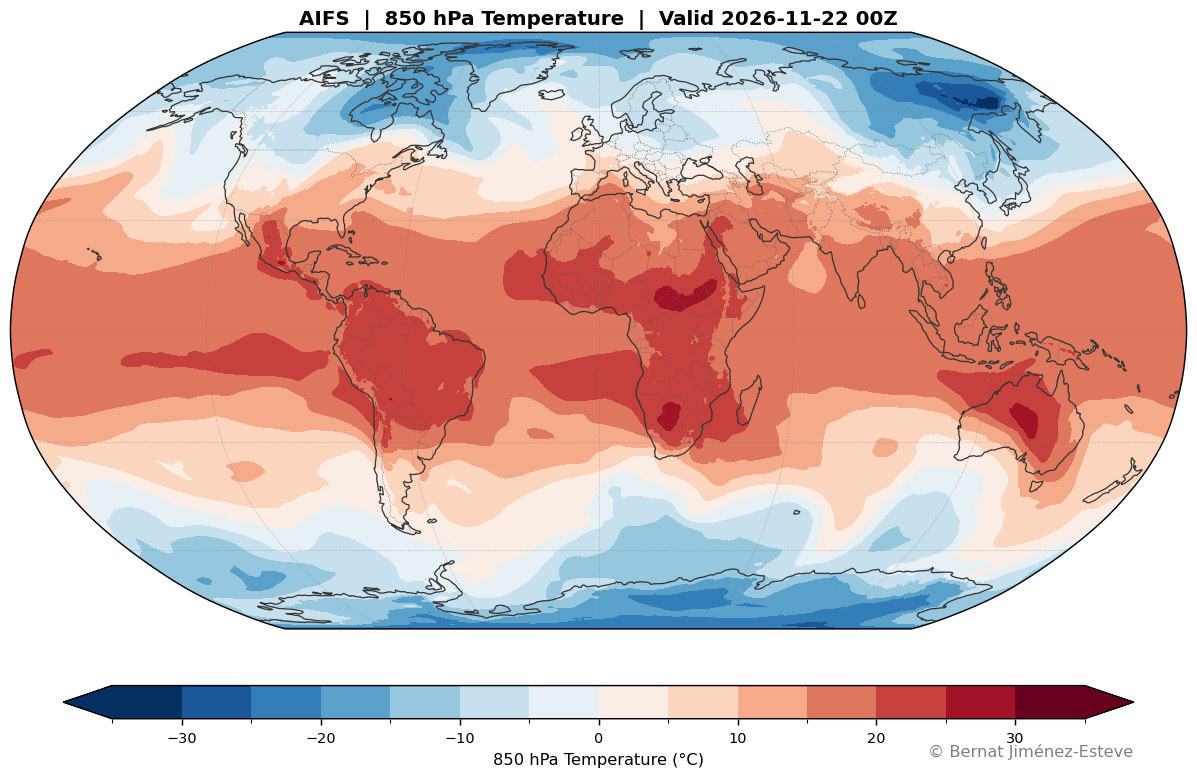 AIFS | 850 hPa Temperature | Valid 2026-11-22 00Z
−30 −20 −10 0 10 20 30
850 hPa Temperature (°C)
© Bernat Jiménez-Esteve